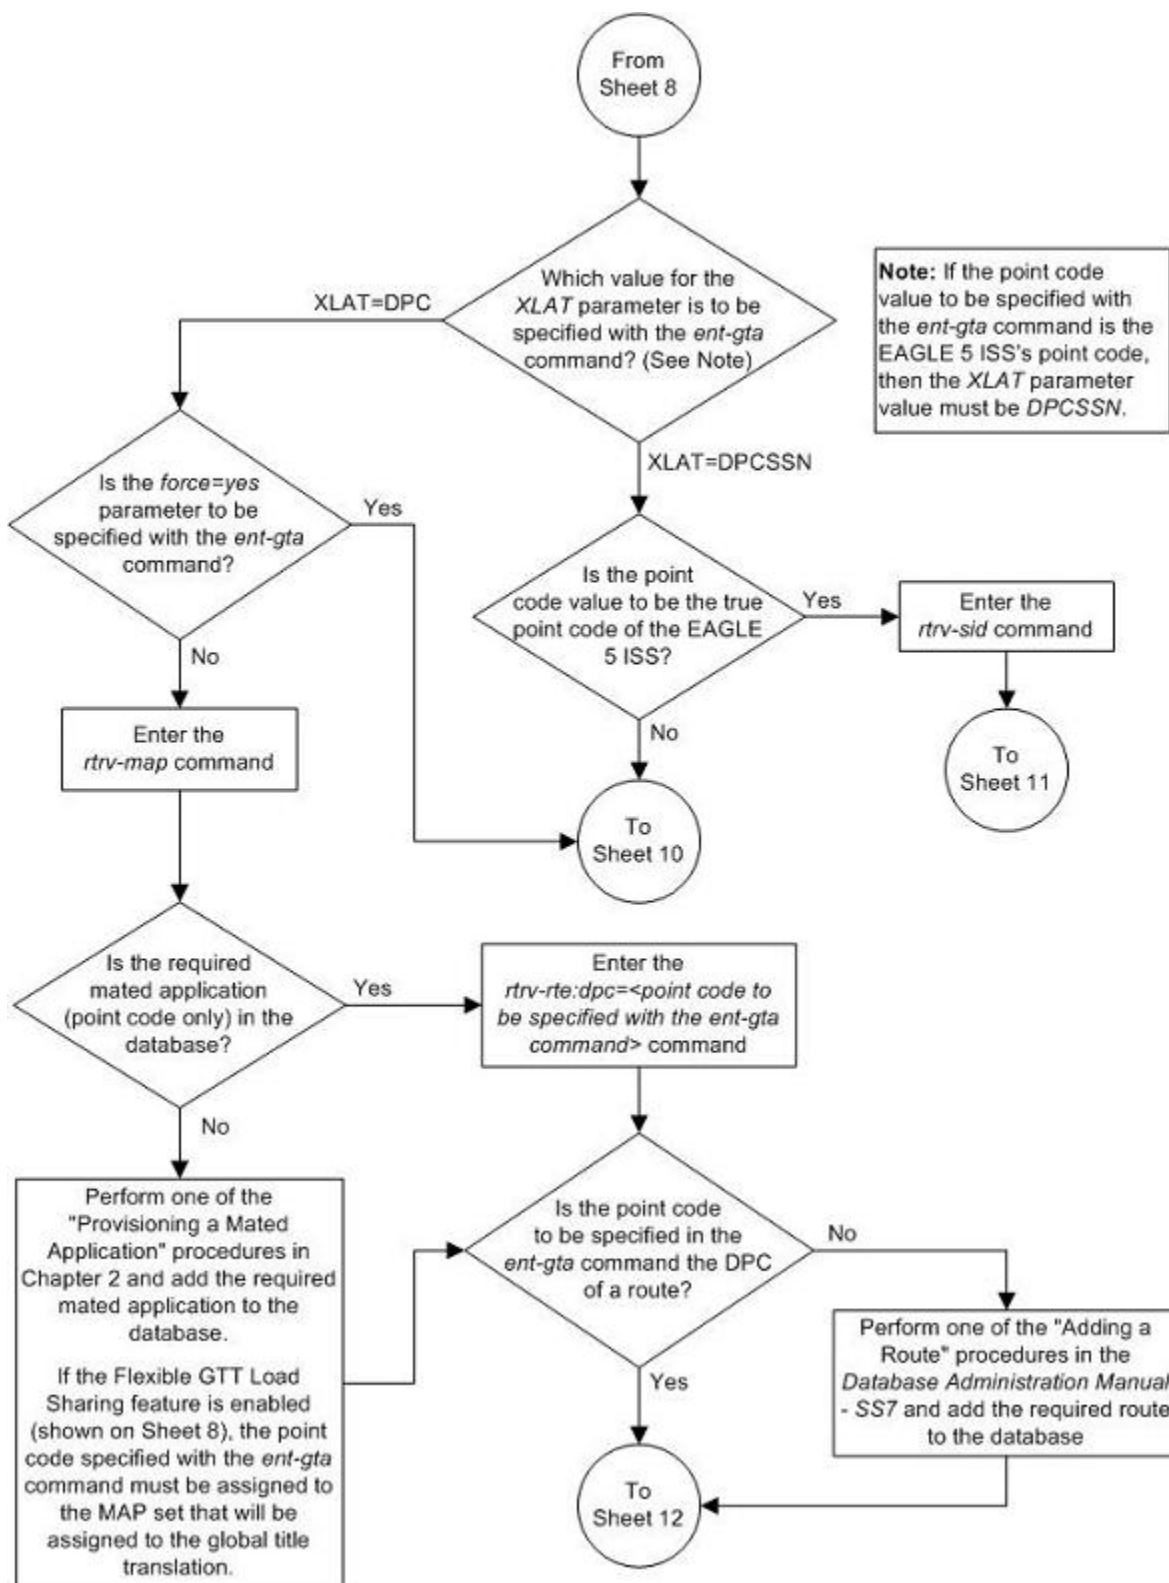 From
Sheet 8
Which value for the
XLAT parameter is to be
specified with the ent-gta
command? (See Note)
Note: If the point code
value to be specified with
the ent-gta command is the
EAGLE 5 ISS's point code,
then the XLAT parameter
value must be DPCSSN.
XLAT=DPC
XLAT=DPCSSN
Is the force=yes
parameter to be
specified with the ent-gta
command?
Yes
No
Is the point
code value to be the true
point code of the EAGLE
5 ISS?
Yes
No
Enter the
rtrv-sid command
To
Sheet 11
Enter the
rtrv-map command
To
Sheet 10
Is the required
mated application
(point code only) in the
database?
Yes
No
Enter the
rtrv-rte:dpc=<point code to
be specified with the ent-gta
command> command
Perform one of the
"Provisioning a Mated
Application" procedures in
Chapter 2 and add the required
mated application to the
database.
If the Flexible GTT Load
Sharing feature is enabled
(shown on Sheet 8), the point
code specified with the ent-gta
command must be assigned to
the MAP set that will be
assigned to the global title
translation.
Is the point code
to be specified in the
ent-gta command the DPC
of a route?
No
Yes
Perform one of the "Adding a
Route" procedures in the
Database Administration Manual
- SS7 and add the required route
to the database
To
Sheet 12